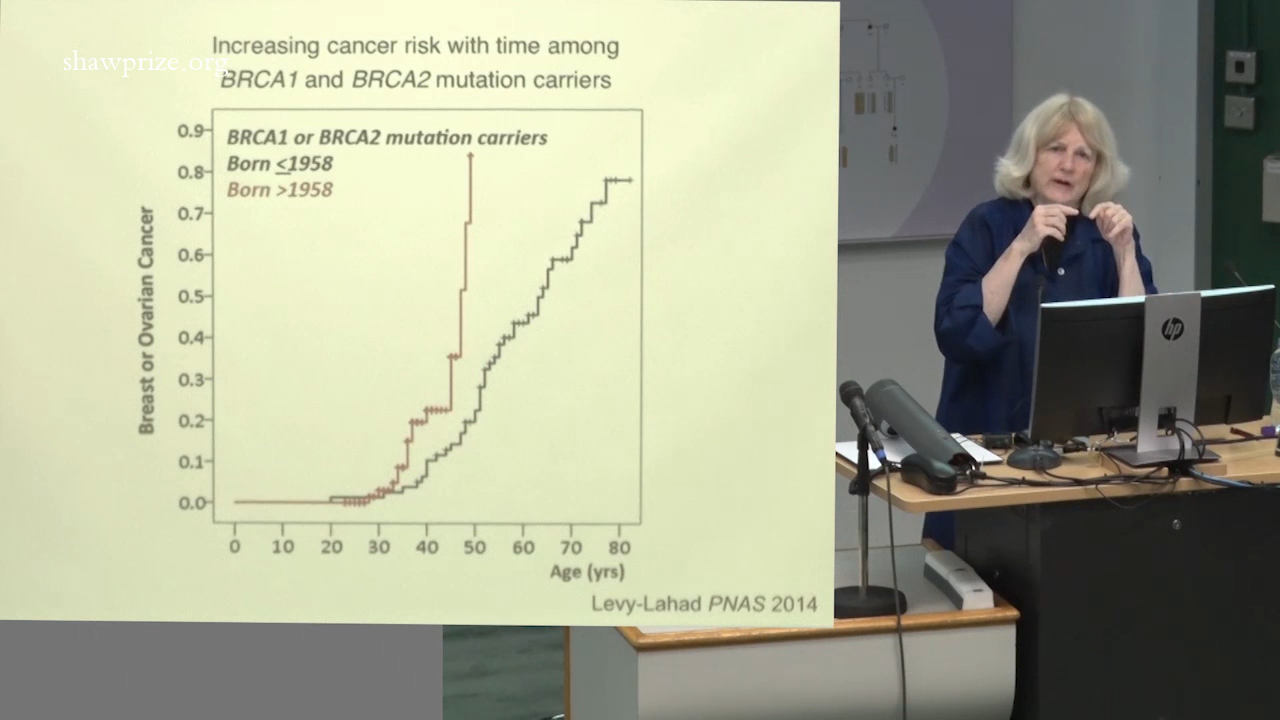 shawprize.org
Increasing cancer risk with time among
BRCA1 and BRCA2 mutation carriers
BRCA1 or BRCA2 mutation carriers
Born <1958
Born >1958
Breast or Ovarian Cancer
0.9
0.8
0.7
0.6
0.5
0.4
0.3
0.2
0.1
0.0
0 10 20 30 40 50 60 70 80
Age (yrs)
Levy-Lahad PNAS 2014
hp